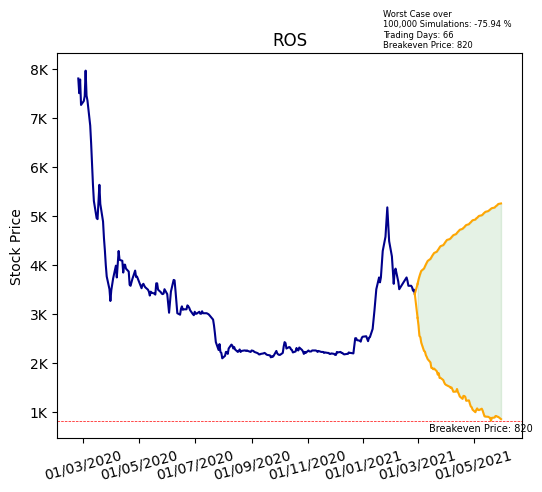 Worst Case over
100,000 Simulations: -75.94 %
Trading Days: 66
Breakeven Price: 820
ROS
8K
7K
6K
5K
4K
3K
2K
1K
Stock Price
Breakeven Price: 820
01/03/2020
01/05/2020
01/07/2020
01/09/2020
01/11/2020
01/01/2021
01/03/2021
01/05/2021